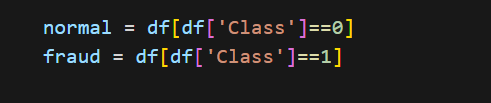 normal = df[df['Class']==0]
fraud = df[df['Class']==1]